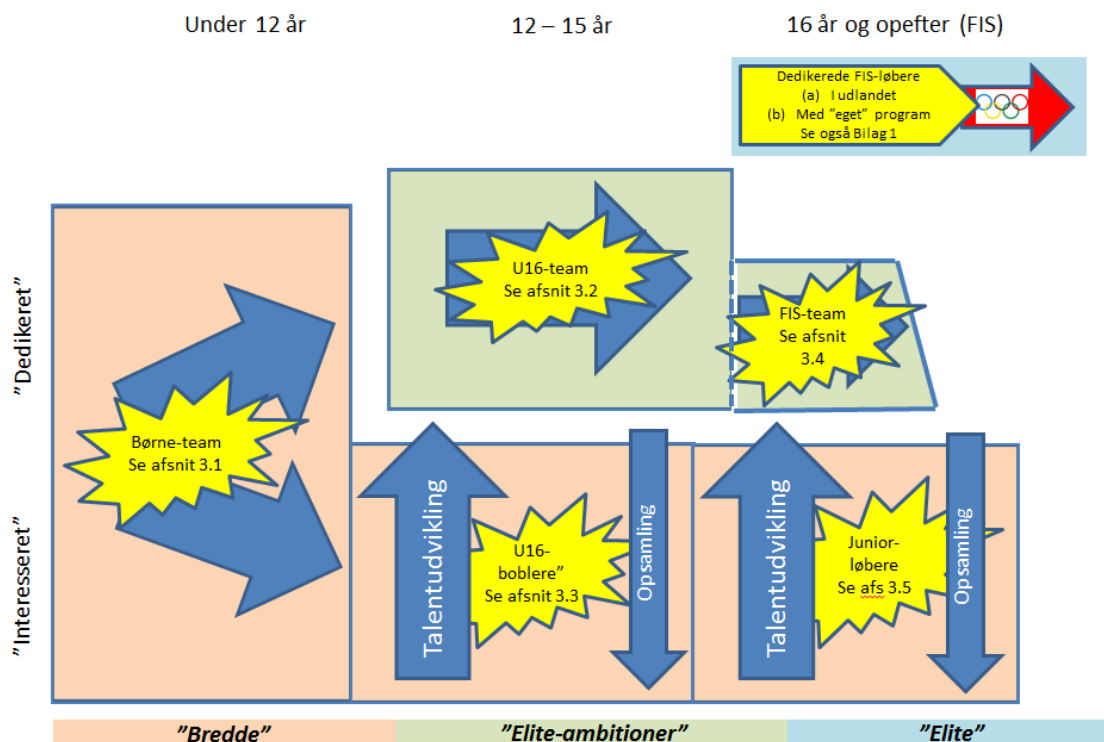 Under 12 år
12 – 15 år
16 år og opefter (FIS)
Dedikerede FIS-løbere
(a) I udlandet
(b) Med ”eget” program
Se også Bilag 1
”Dedikeret”
U16-team
Se afsnit 3.2
FIS-team
Se afsnit
3.4
Børne-team
Se afsnit 3.1
”Interesseret”
Talentudvikling
U16-
boblere”
Se afsnit 3.3
Opsamling
Talentudvikling
Junior-
løbere
Se afs 3.5
Opsamling
”Bredde”
”Elite-ambitioner”
”Elite”